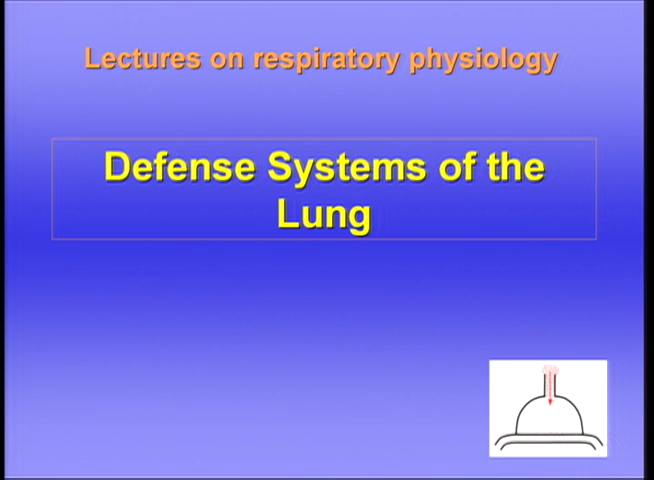 Lectures on respiratory physiology
Defense Systems of the
Lung